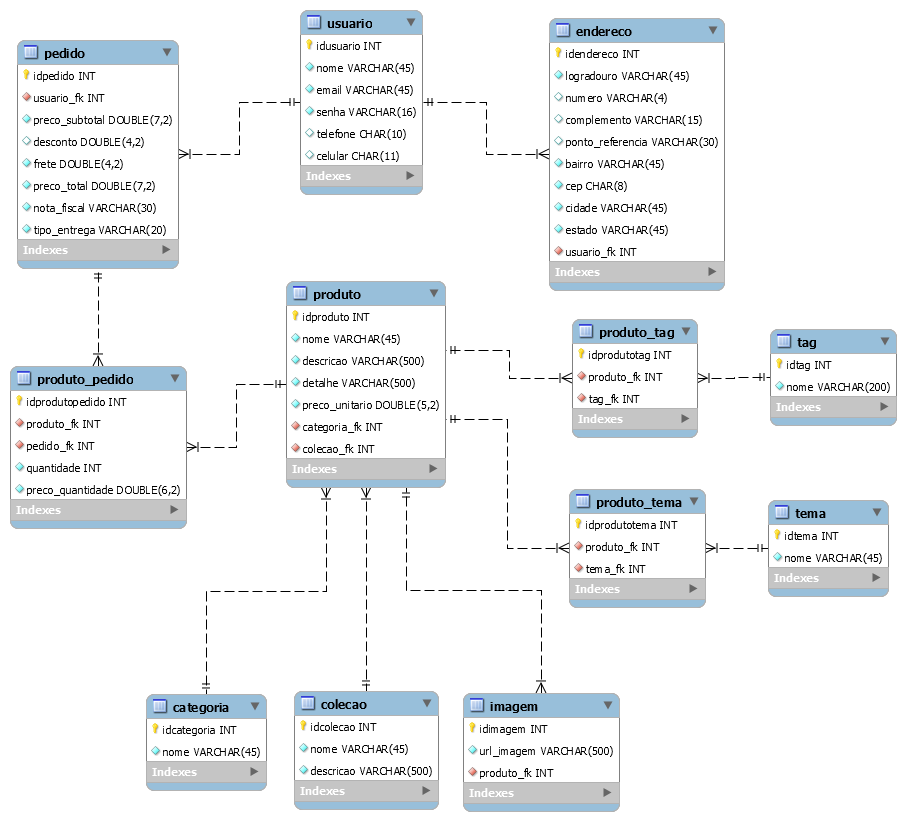 pedido
idpedido INT
usuario_fk INT
preco_subtotal DOUBLE(7,2)
desconto DOUBLE(4,2)
frete DOUBLE(4,2)
preco_total DOUBLE(7,2)
nota_fiscal VARCHAR(30)
tipo_entrega VARCHAR(20)
Indexes
usuario
idusuario INT
nome VARCHAR(45)
email VARCHAR(45)
senha VARCHAR(16)
telefone CHAR(10)
celular CHAR(11)
Indexes
endereco
idendereco INT
logradouro VARCHAR(45)
numero VARCHAR(4)
complemento VARCHAR(15)
ponto_referencia VARCHAR(30)
bairro VARCHAR(45)
cep CHAR(8)
cidade VARCHAR(45)
estado VARCHAR(45)
usuario_fk INT
Indexes
produto_pedido
idprodutopedido INT
produto_fk INT
pedido_fk INT
quantidade INT
preco_quantidade DOUBLE(6,2)
Indexes
produto
idproduto INT
nome VARCHAR(45)
descricao VARCHAR(500)
detalhe VARCHAR(500)
preco_unitario DOUBLE(5,2)
categoria_fk INT
colecao_fk INT
Indexes
produto_tag
idprodutotag INT
produto_fk INT
tag_fk INT
Indexes
tag
idtag INT
nome VARCHAR(200)
Indexes
produto_tema
idprodutotema INT
produto_fk INT
tema_fk INT
Indexes
tema
idtema INT
nome VARCHAR(45)
Indexes
categoria
idcategoria INT
nome VARCHAR(45)
Indexes
colecao
idcolecao INT
nome VARCHAR(45)
descricao VARCHAR(500)
Indexes
imagem
idimagem INT
url_imagem VARCHAR(500)
produto_fk INT
Indexes